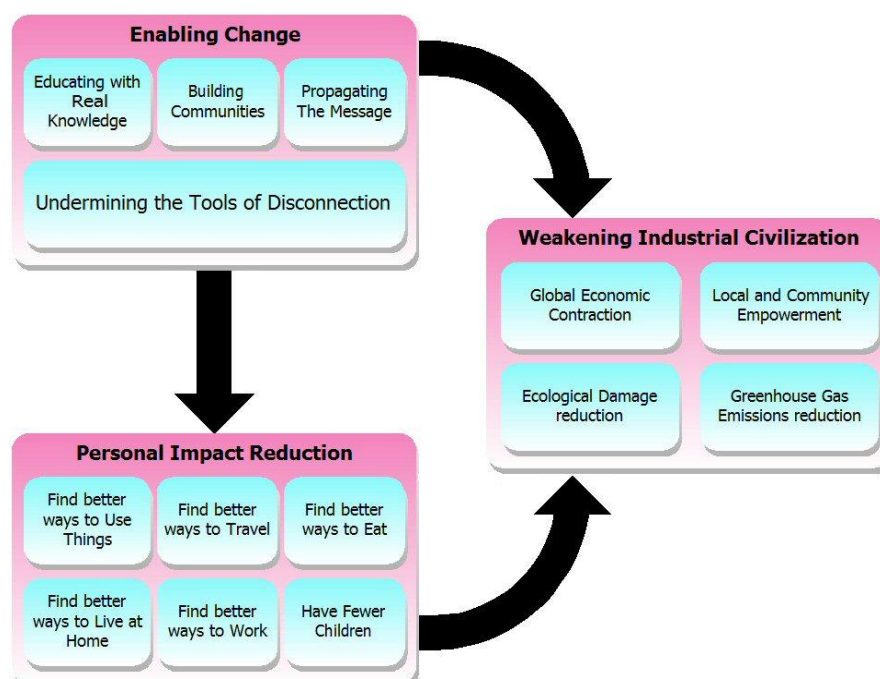 Enabling Change
Educating with
Real
Knowledge
Building
Communities
Propagating
The Message
Undermining the Tools of Disconnection
Weakening Industrial Civilization
Global Economic
Contraction
Local and Community
Empowerment
Ecological Damage
reduction
Greenhouse Gas
Emissions reduction
Personal Impact Reduction
Find better
ways to Use
Things
Find better
ways to Travel
Find better
ways to Eat
Find better
ways to Live at
Home
Find better
ways to Work
Have Fewer
Children